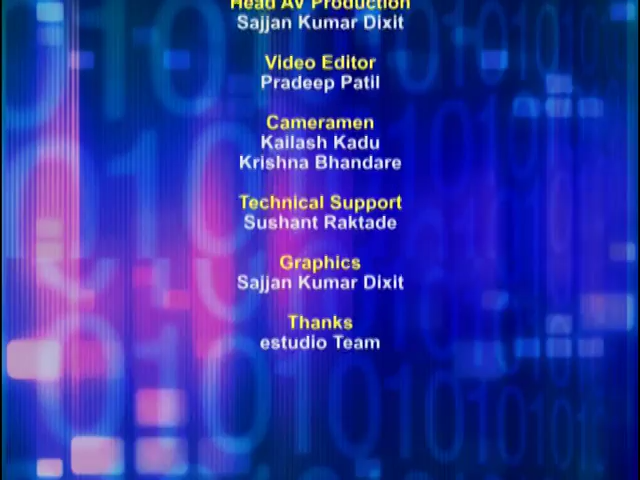 Head AV Production
Sajjan Kumar Dixit
Video Editor
Pradeep Patil
Cameramen
Kailash Kadu
Krishna Bhandare
Technical Support
Sushant Raktade
Graphics
Sajjan Kumar Dixit
Thanks
estudio Team